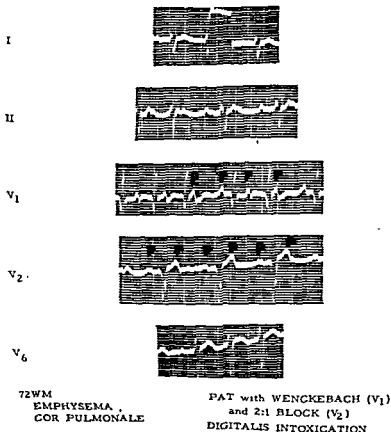 I
II
V1
V2
V6
72WM
EMPHYSEMA,
COR PULMONALE
PAT with WENCKEBACH (V1)
and 2:1 BLOCK (V2)
DIGITALIS INTOXICATION